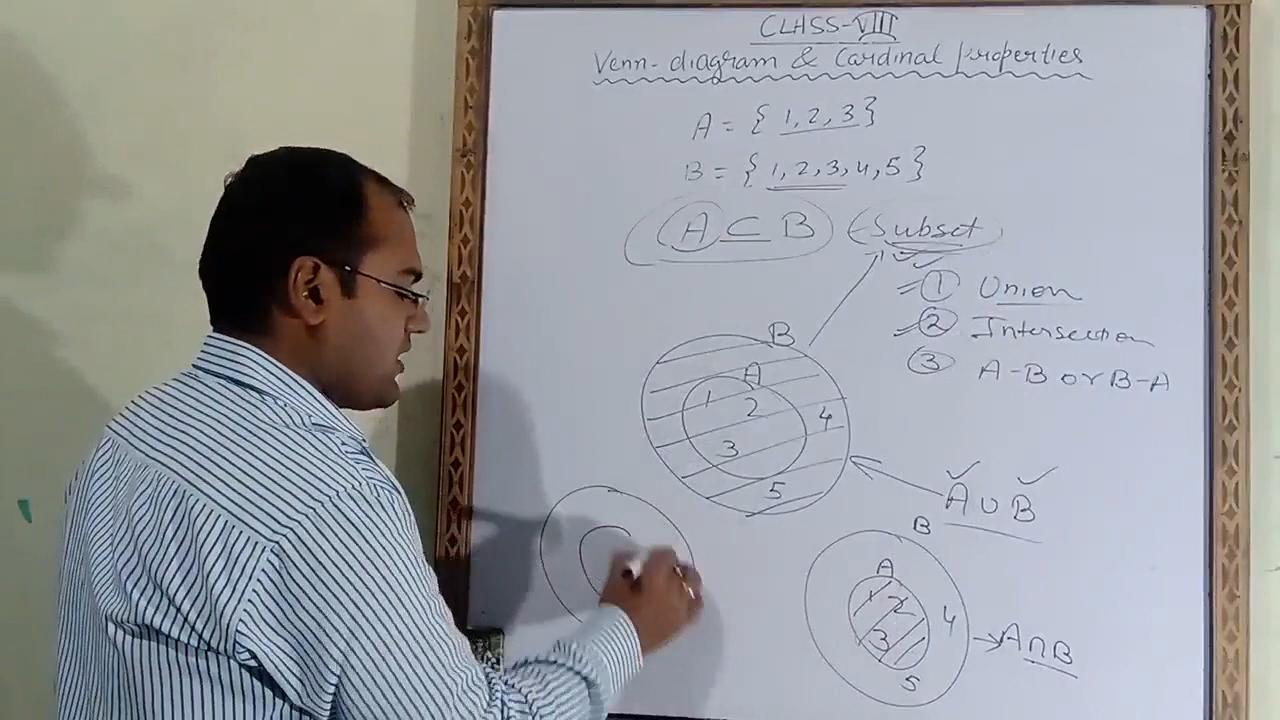 CLASS-VIII
Venn-diagram & Cardinal properties
A = { 1, 2, 3 }
B = { 1, 2, 3, 4, 5 }
A ⊂ B (Subset)
① Union
② Intersection
③ A-B or B-A
B
A
1 2 4
3
5
A ∪ B
B
A
1 2 4
3
5
A∩B